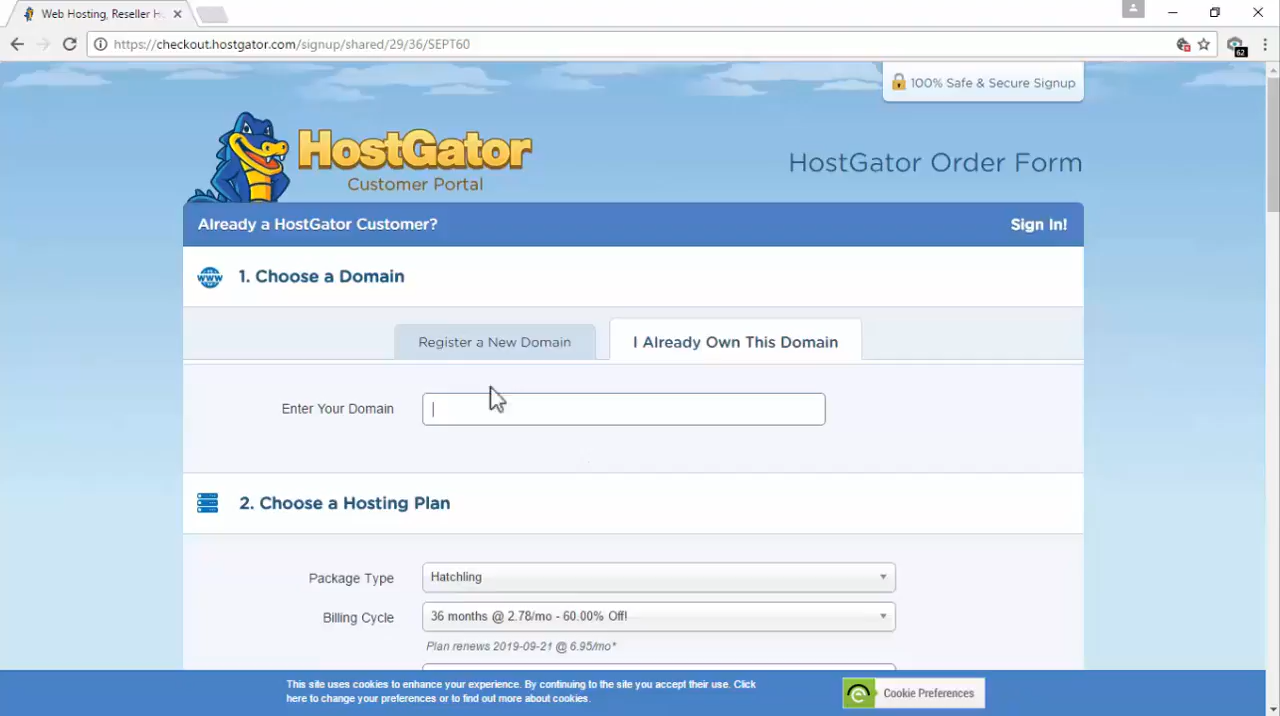 Web Hosting, Reseller H
https://checkout.hostgator.com/signup/shared/29/36/SEPT60
62
100% Safe & Secure Signup
HostGator
Customer Portal
HostGator Order Form
Already a HostGator Customer?
Sign In!
www
1. Choose a Domain
Register a New Domain
I Already Own This Domain
Enter Your Domain
2. Choose a Hosting Plan
Package Type
Hatchling
Billing Cycle
36 months @ 2.78/mo - 60.00% Off!
Plan renews 2019-09-21 @ 6.95/mo*
This site uses cookies to enhance your experience. By continuing to the site you accept their use. Click
here to change your preferences or to find out more about cookies.
Cookie Preferences